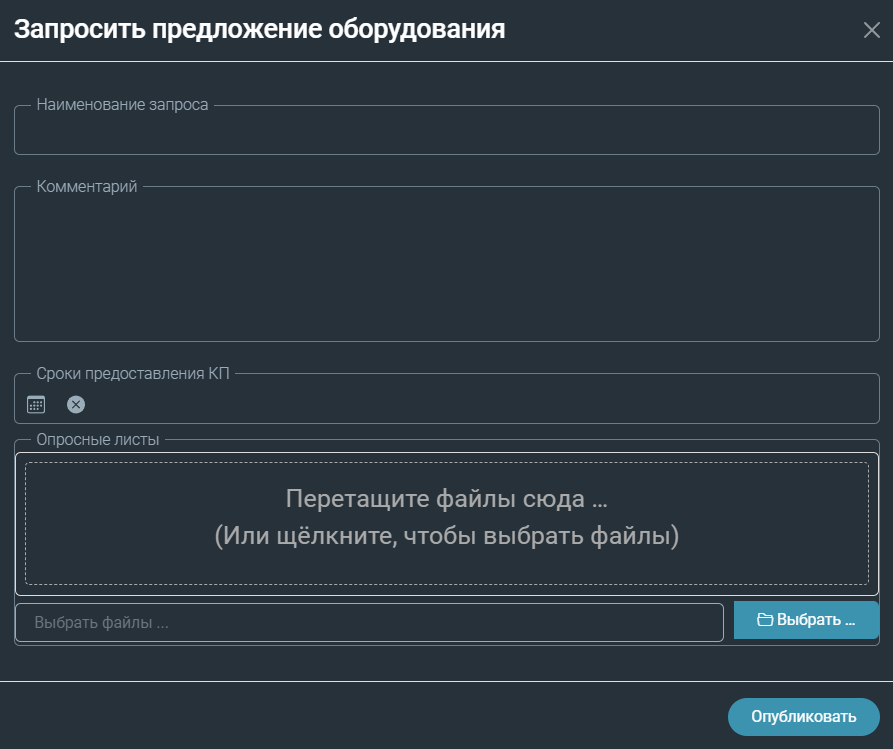 Запросить предложение оборудования
Наименование запроса
Комментарий
Сроки предоставления КП
Опросные листы
Перетащите файлы сюда ...
(Или щёлкните, чтобы выбрать файлы)
Выбрать файлы ...
Выбрать ...
Опубликовать